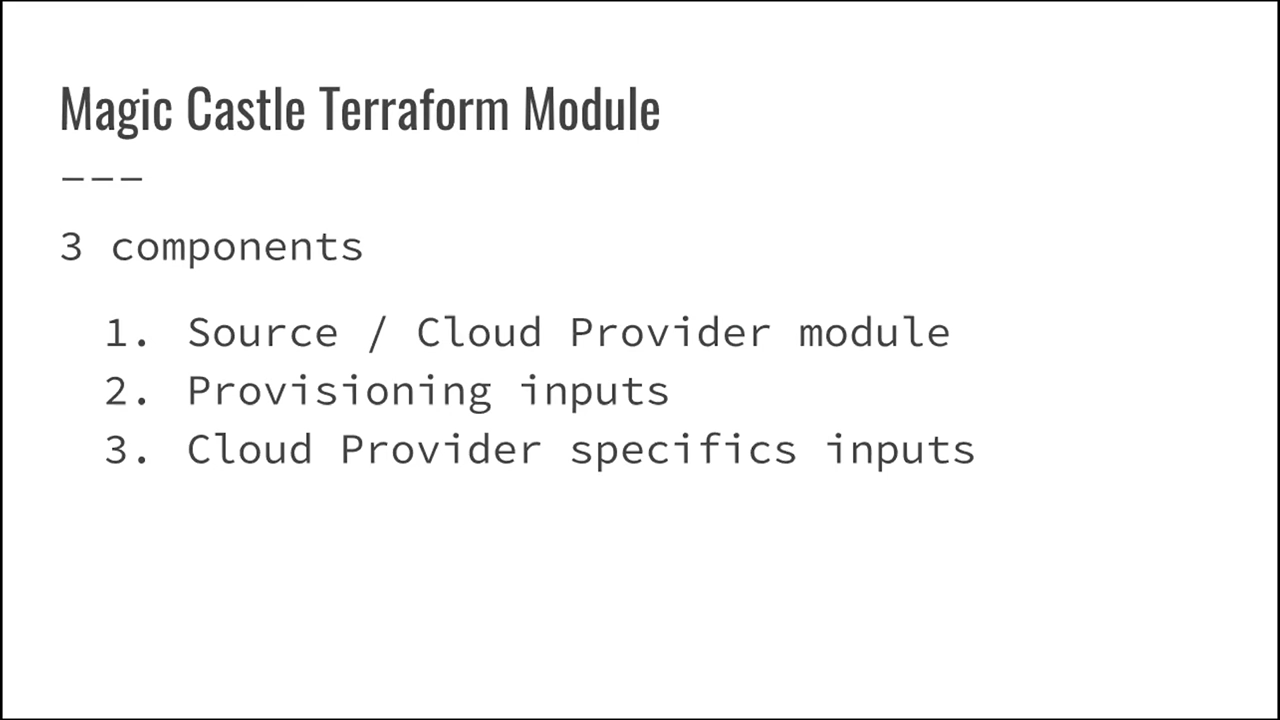 Magic Castle Terraform Module
---
3 components
1. Source / Cloud Provider module
2. Provisioning inputs
3. Cloud Provider specifics inputs